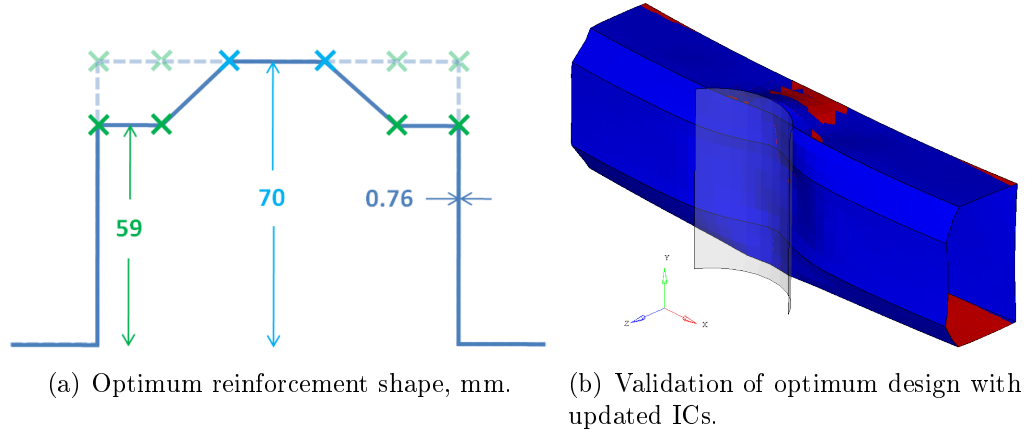 59
70
0.76
Y
Z
X
(a) Optimum reinforcement shape, mm.
(b) Validation of optimum design with
updated ICs.